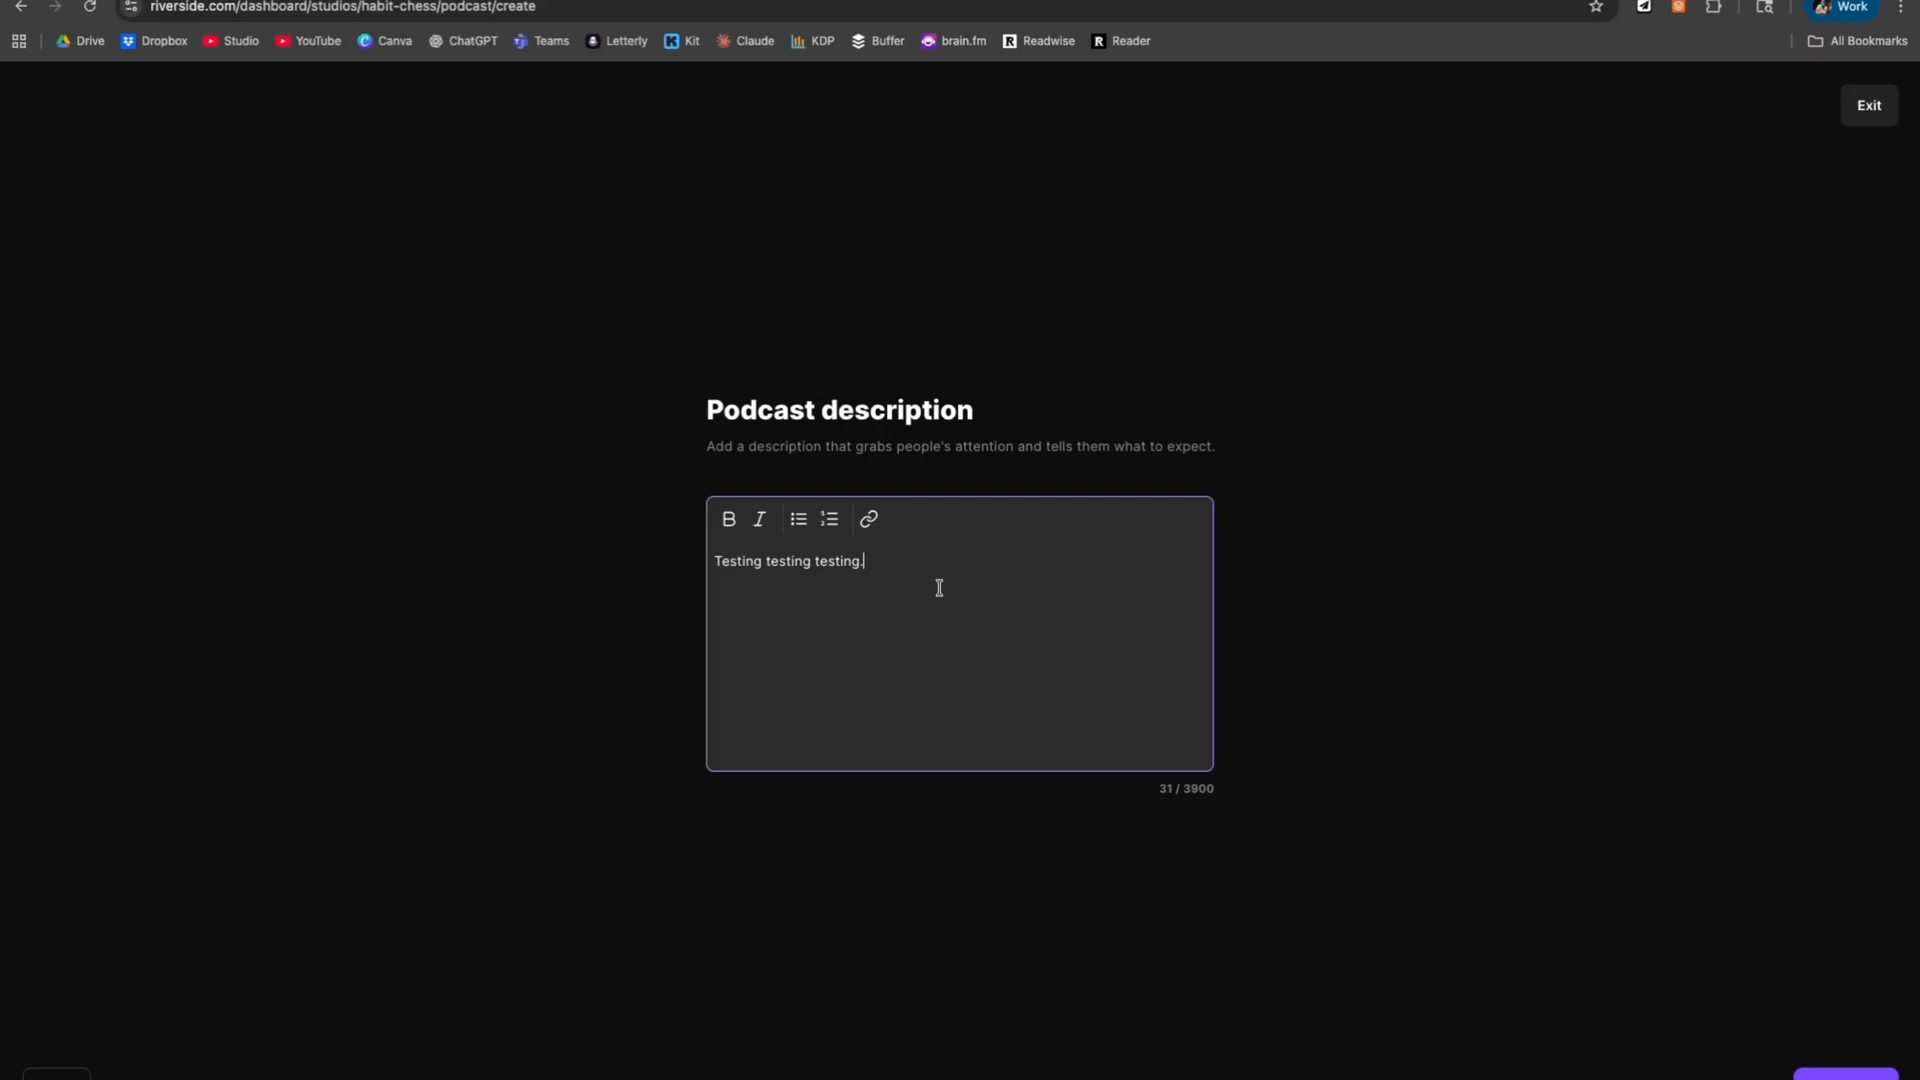 riverside.com/dashboard/studios/habit-chess/podcast/create
Work
Drive
Dropbox
Studio
YouTube
Canva
ChatGPT
Teams
Letterly
Kit
Claude
KDP
Buffer
brain.fm
Readwise
Reader
All Bookmarks
Exit
Podcast description
Add a description that grabs people's attention and tells them what to expect.
Testing testing testing.
31 / 3900